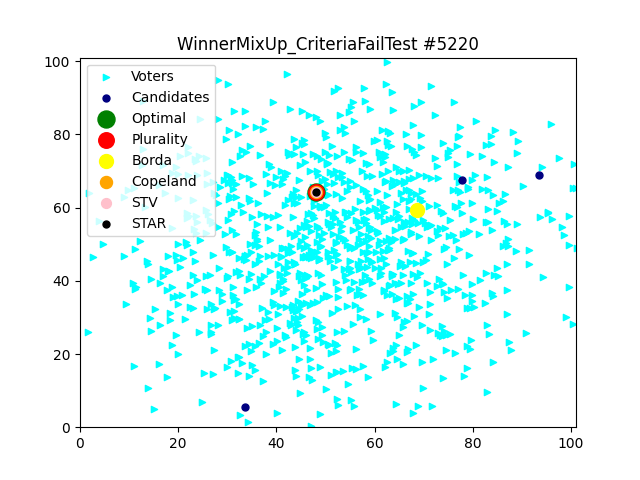 WinnerMixUp_CriteriaFailTest #5220
100
80
60
40
20
0
Voters
Candidates
Optimal
Plurality
Borda
Copeland
STV
STAR
0 20 40 60 80 100